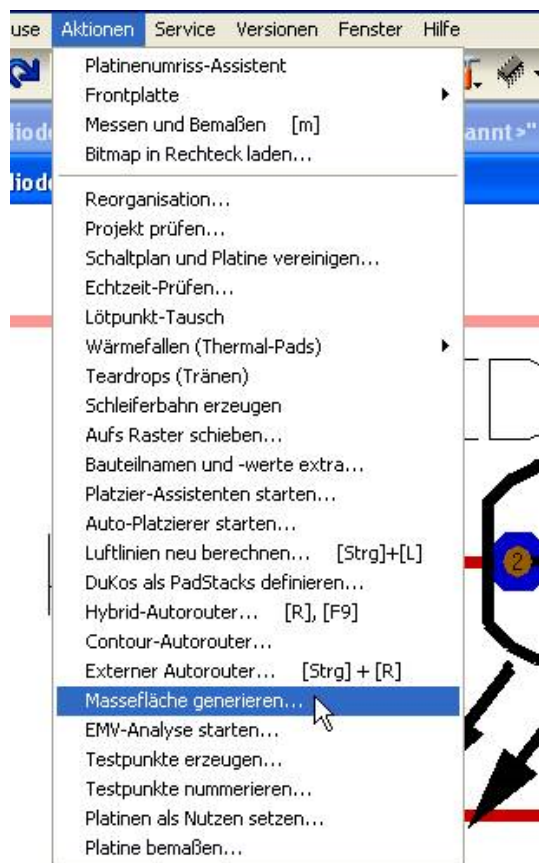 use Aktionen Service Versionen Fenster Hilfe
Platinenumriss-Assistent
Frontplatte
Messen und Bemaßen [m]
Bitmap in Rechteck laden...
liode
annt>"
liode
Reorganisation...
Projekt prüfen...
Schaltplan und Platine vereinigen...
Echtzeit-Prüfen...
Lötpunkt-Tausch
Wärmefallen (Thermal-Pads)
Teardrops (Tränen)
Schleiferbahn erzeugen
Aufs Raster schieben...
Bauteilnamen und -werte extra...
Platzier-Assistenten starten...
Auto-Platzierer starten...
Luftlinien neu berechnen... [Strg]+[L]
DuKos als PadStacks definieren...
2
Hybrid-Autorouter... [R], [F9]
Contour-Autorouter...
Externer Autorouter... [Strg] + [R]
Massefläche generieren...
EMV-Analyse starten...
Testpunkte erzeugen...
Testpunkte nummerieren...
Platinen als Nutzen setzen...
Platine bemaßen...